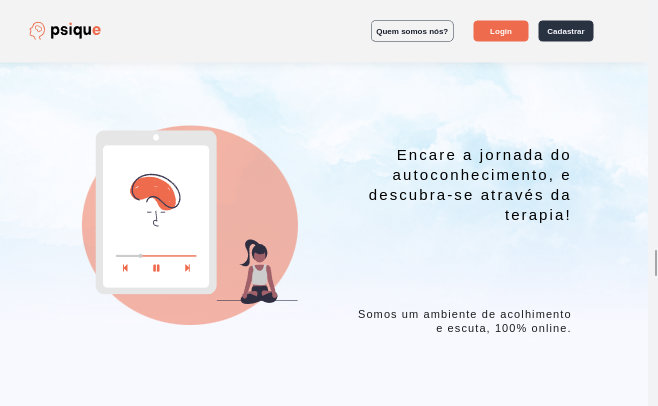 psique
Quem somos nós?
Login
Cadastrar
Encare a jornada do
autoconhecimento, e
descubra-se através da
terapia!
Somos um ambiente de acolhimento
e escuta, 100% online.